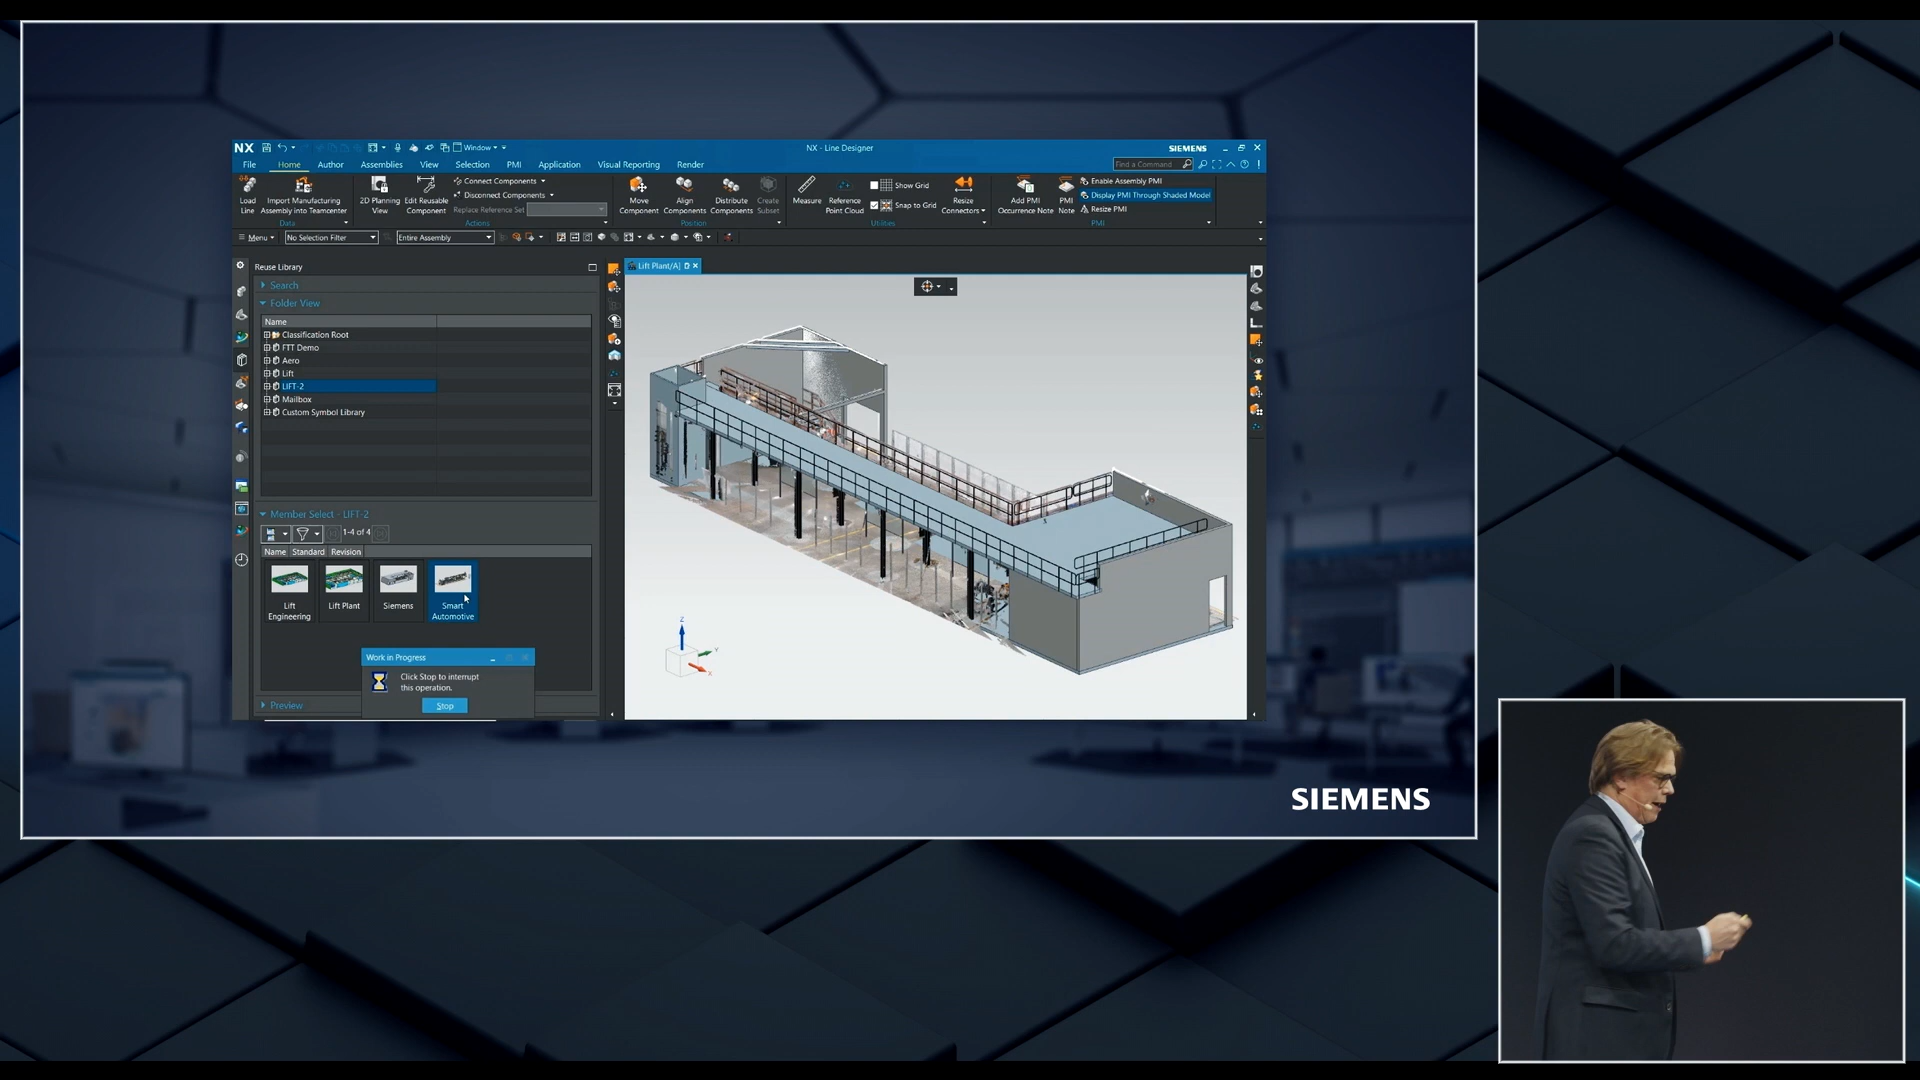 NX
Window
NX - Line Designer
SIEMENS
File Home Author Assemblies View Selection PMI Application Visual Reporting Render
Find a Command
Load Line
Import Manufacturing Assembly into Teamcenter
Data
2D Planning View
Edit Reusable Component
Connect Components
Disconnect Components
Replace Reference Set
Actions
Move Component
Align Components
Distribute Components
Create Subset
Position
Measure
Reference Point Cloud
Show Grid
Snap to Grid
Resize Connectors
Utilities
Add PMI Occurrence Note
PMI Note
Enable Assembly PMI
Display PMI Through Shaded Model
Resize PMI
PMI
Menu
No Selection Filter
Entire Assembly
Reuse Library
Search
Folder View
Name
Classification Root
FTT Demo
Aero
Lift
LIFT-2
Mailbox
Custom Symbol Library
Member Select - LIFT-2
1-4 of 4
Name Standard Revision
Lift Engineering
Lift Plant
Siemens
Smart Automotive
Work in Progress
Click Stop to interrupt
this operation.
Stop
Preview
Lift Plant/A]
Z
Y
X
SIEMENS